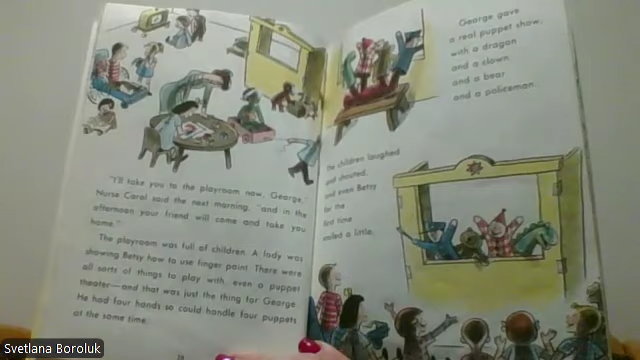 "I'll take you to the playroom now, George,"
Nurse Carol said the next morning, "and in the
afternoon your friend will come and take you
home."
The playroom was full of children. A lady was
showing Betsy how to use finger paint. There were
all sorts of things to play with, even a puppet
theater—and that was just the thing for George.
He had four hands so could handle four puppets
at the same time.
George gave
a real puppet show,
with a dragon
and a clown
and a bear
and a policeman.
The children laughed
and shouted,
and even Betsy
for the
first time
smiled a little.
Svetlana Boroluk